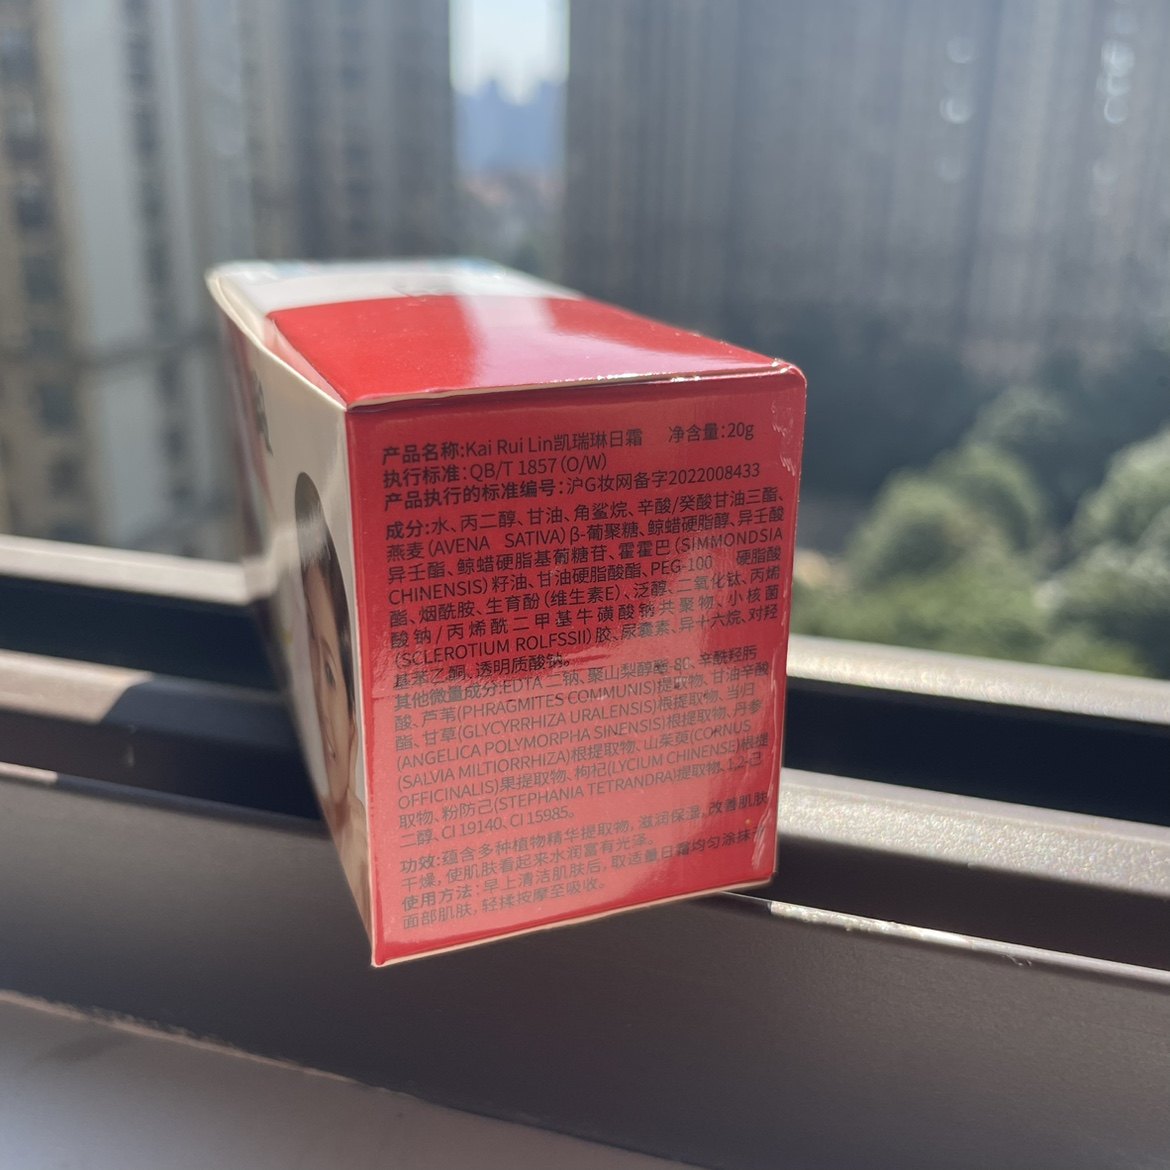 产品名称:Kai Rui Lin凯瑞琳日霜 净含量:20g
执行标准:QB/T 1857(O/W)
产品执行的标准编号:沪G妆网备字2022008433
成分:水、丙二醇、甘油、角鲨烷、辛酸/癸酸甘油三酯、
燕麦(AVENA SATIVA)β-葡聚糖、鲸蜡硬脂醇、异壬酸
异壬酯、鲸蜡硬脂基葡糖苷、霍霍巴(SIMMONDSIA
CHINENSIS)籽油、甘油硬脂酸酯、PEG-100 硬脂酸
酯、烟酰胺、生育酚(维生素E)、泛醇、二氧化钛、丙烯
酸钠/丙烯酰二甲基牛磺酸钠共聚物、小核菌
(SCLEROTIUM ROLFSSII)胶、尿囊素、异十六烷、对羟
基苯乙酮、透明质酸钠。
其他微量成分:EDTA 二钠、聚山梨醇酯-80、辛酰羟肟
酸、芦苇(PHRAGMITES COMMUNIS)提取物、甘油辛酸
酯、甘草(GLYCYRRHIZA URALENSIS)根提取物、当归
(ANGELICA POLYMORPHA SINENSIS)根提取物、丹参
(SALVIA MILTIORRHIZA)根提取物、山茱萸(CORNUS
OFFICINALIS)果提取物、枸杞(LYCIUM CHINENSE)根提
取物、粉防己(STEPHANIA TETRANDRA)提取物、1,2-己
二醇、CI 19140、CI 15985。
功效:蕴含多种植物精华提取物，滋润保湿，改善肌肤
干燥，使肌肤看起来水润富有光泽。
使用方法:早上清洁肌肤后，取适量日霜均匀涂抹于
面部肌肤，轻揉按摩至吸收。